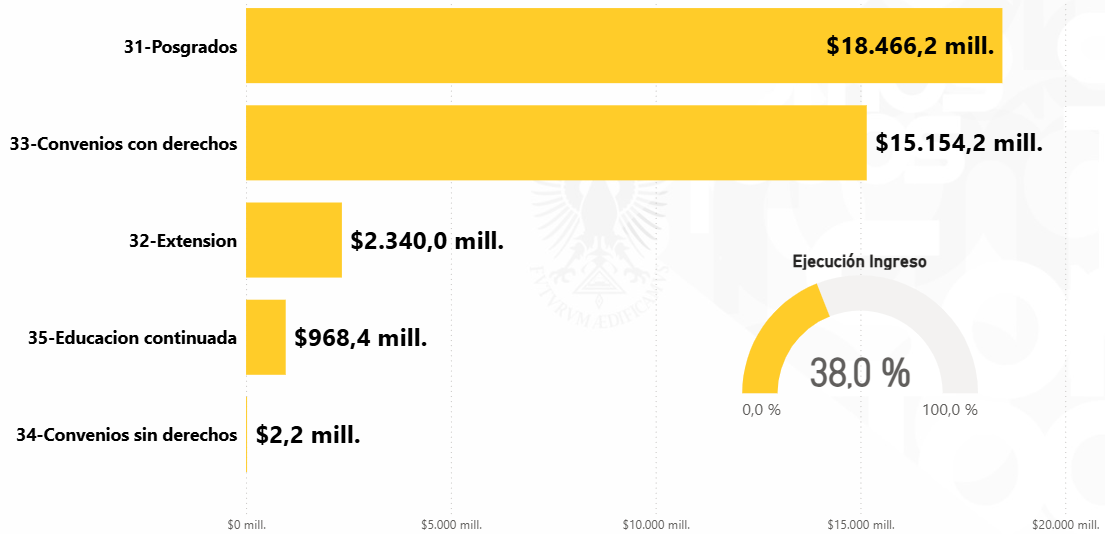 31-Posgrados
$18.466,2 mill.
33-Convenios con derechos
$15.154,2 mill.
32-Extension
$2.340,0 mill.
Ejecución Ingreso
35-Educacion continuada
$968,4 mill.
38,0 %
0,0 %
100,0 %
34-Convenios sin derechos
$2,2 mill.
$0 mill.
$5.000 mill.
$10.000 mill.
$15.000 mill.
$20.000 mill.